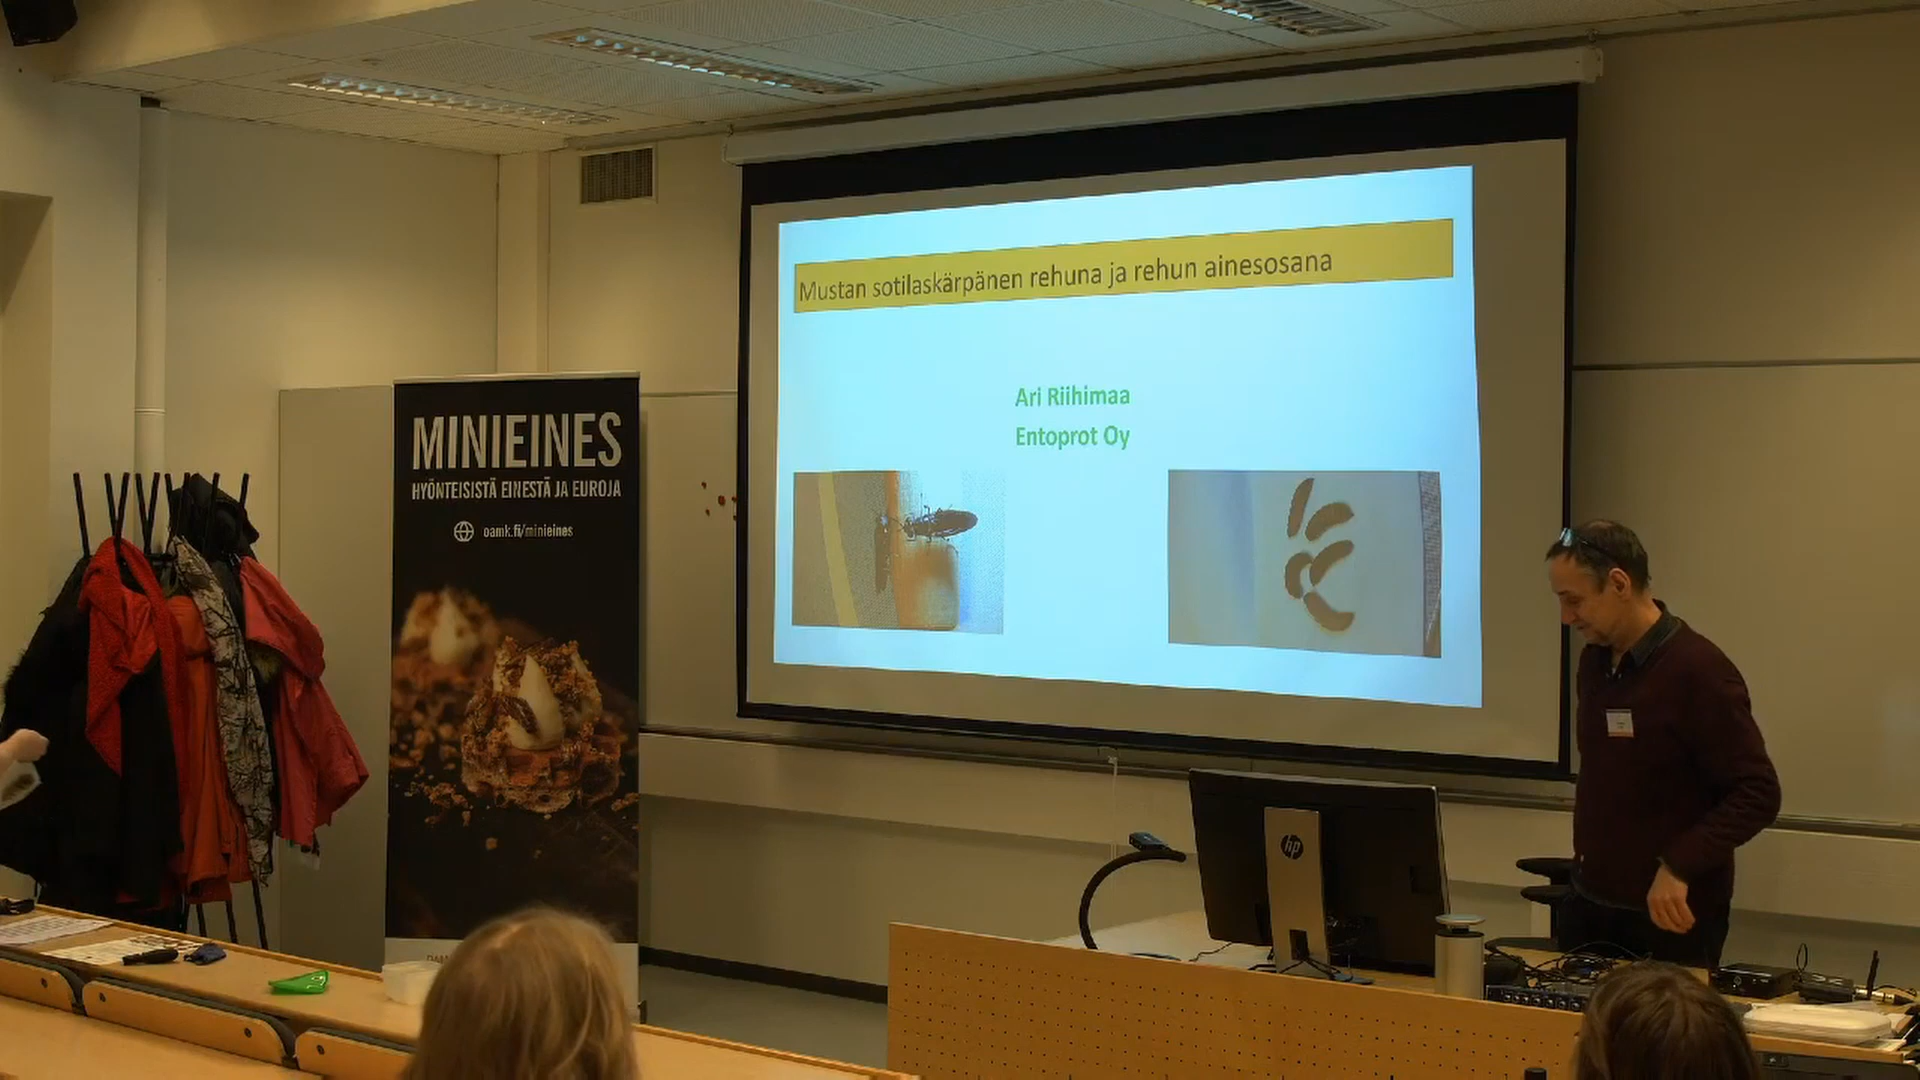 Mustan sotilaskärpänen rehuna ja rehun ainesosana
Ari Riihimaa
Entoprot Oy
MINIEINES
HYÖNTEISISTÄ EINESTÄ JA EUROJA
oamk.fi/minieines
hp